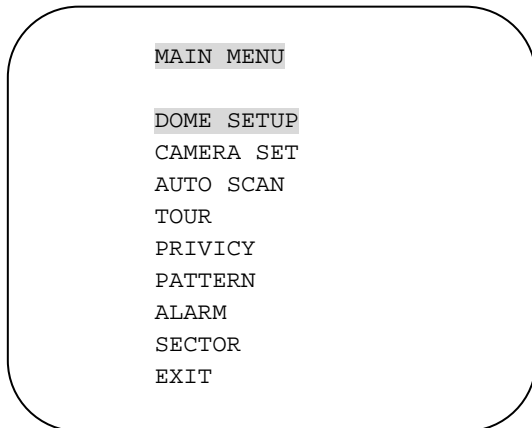 MAIN MENU
DOME SETUP
CAMERA SET
AUTO SCAN
TOUR
PRIVICY
PATTERN
ALARM
SECTOR
EXIT